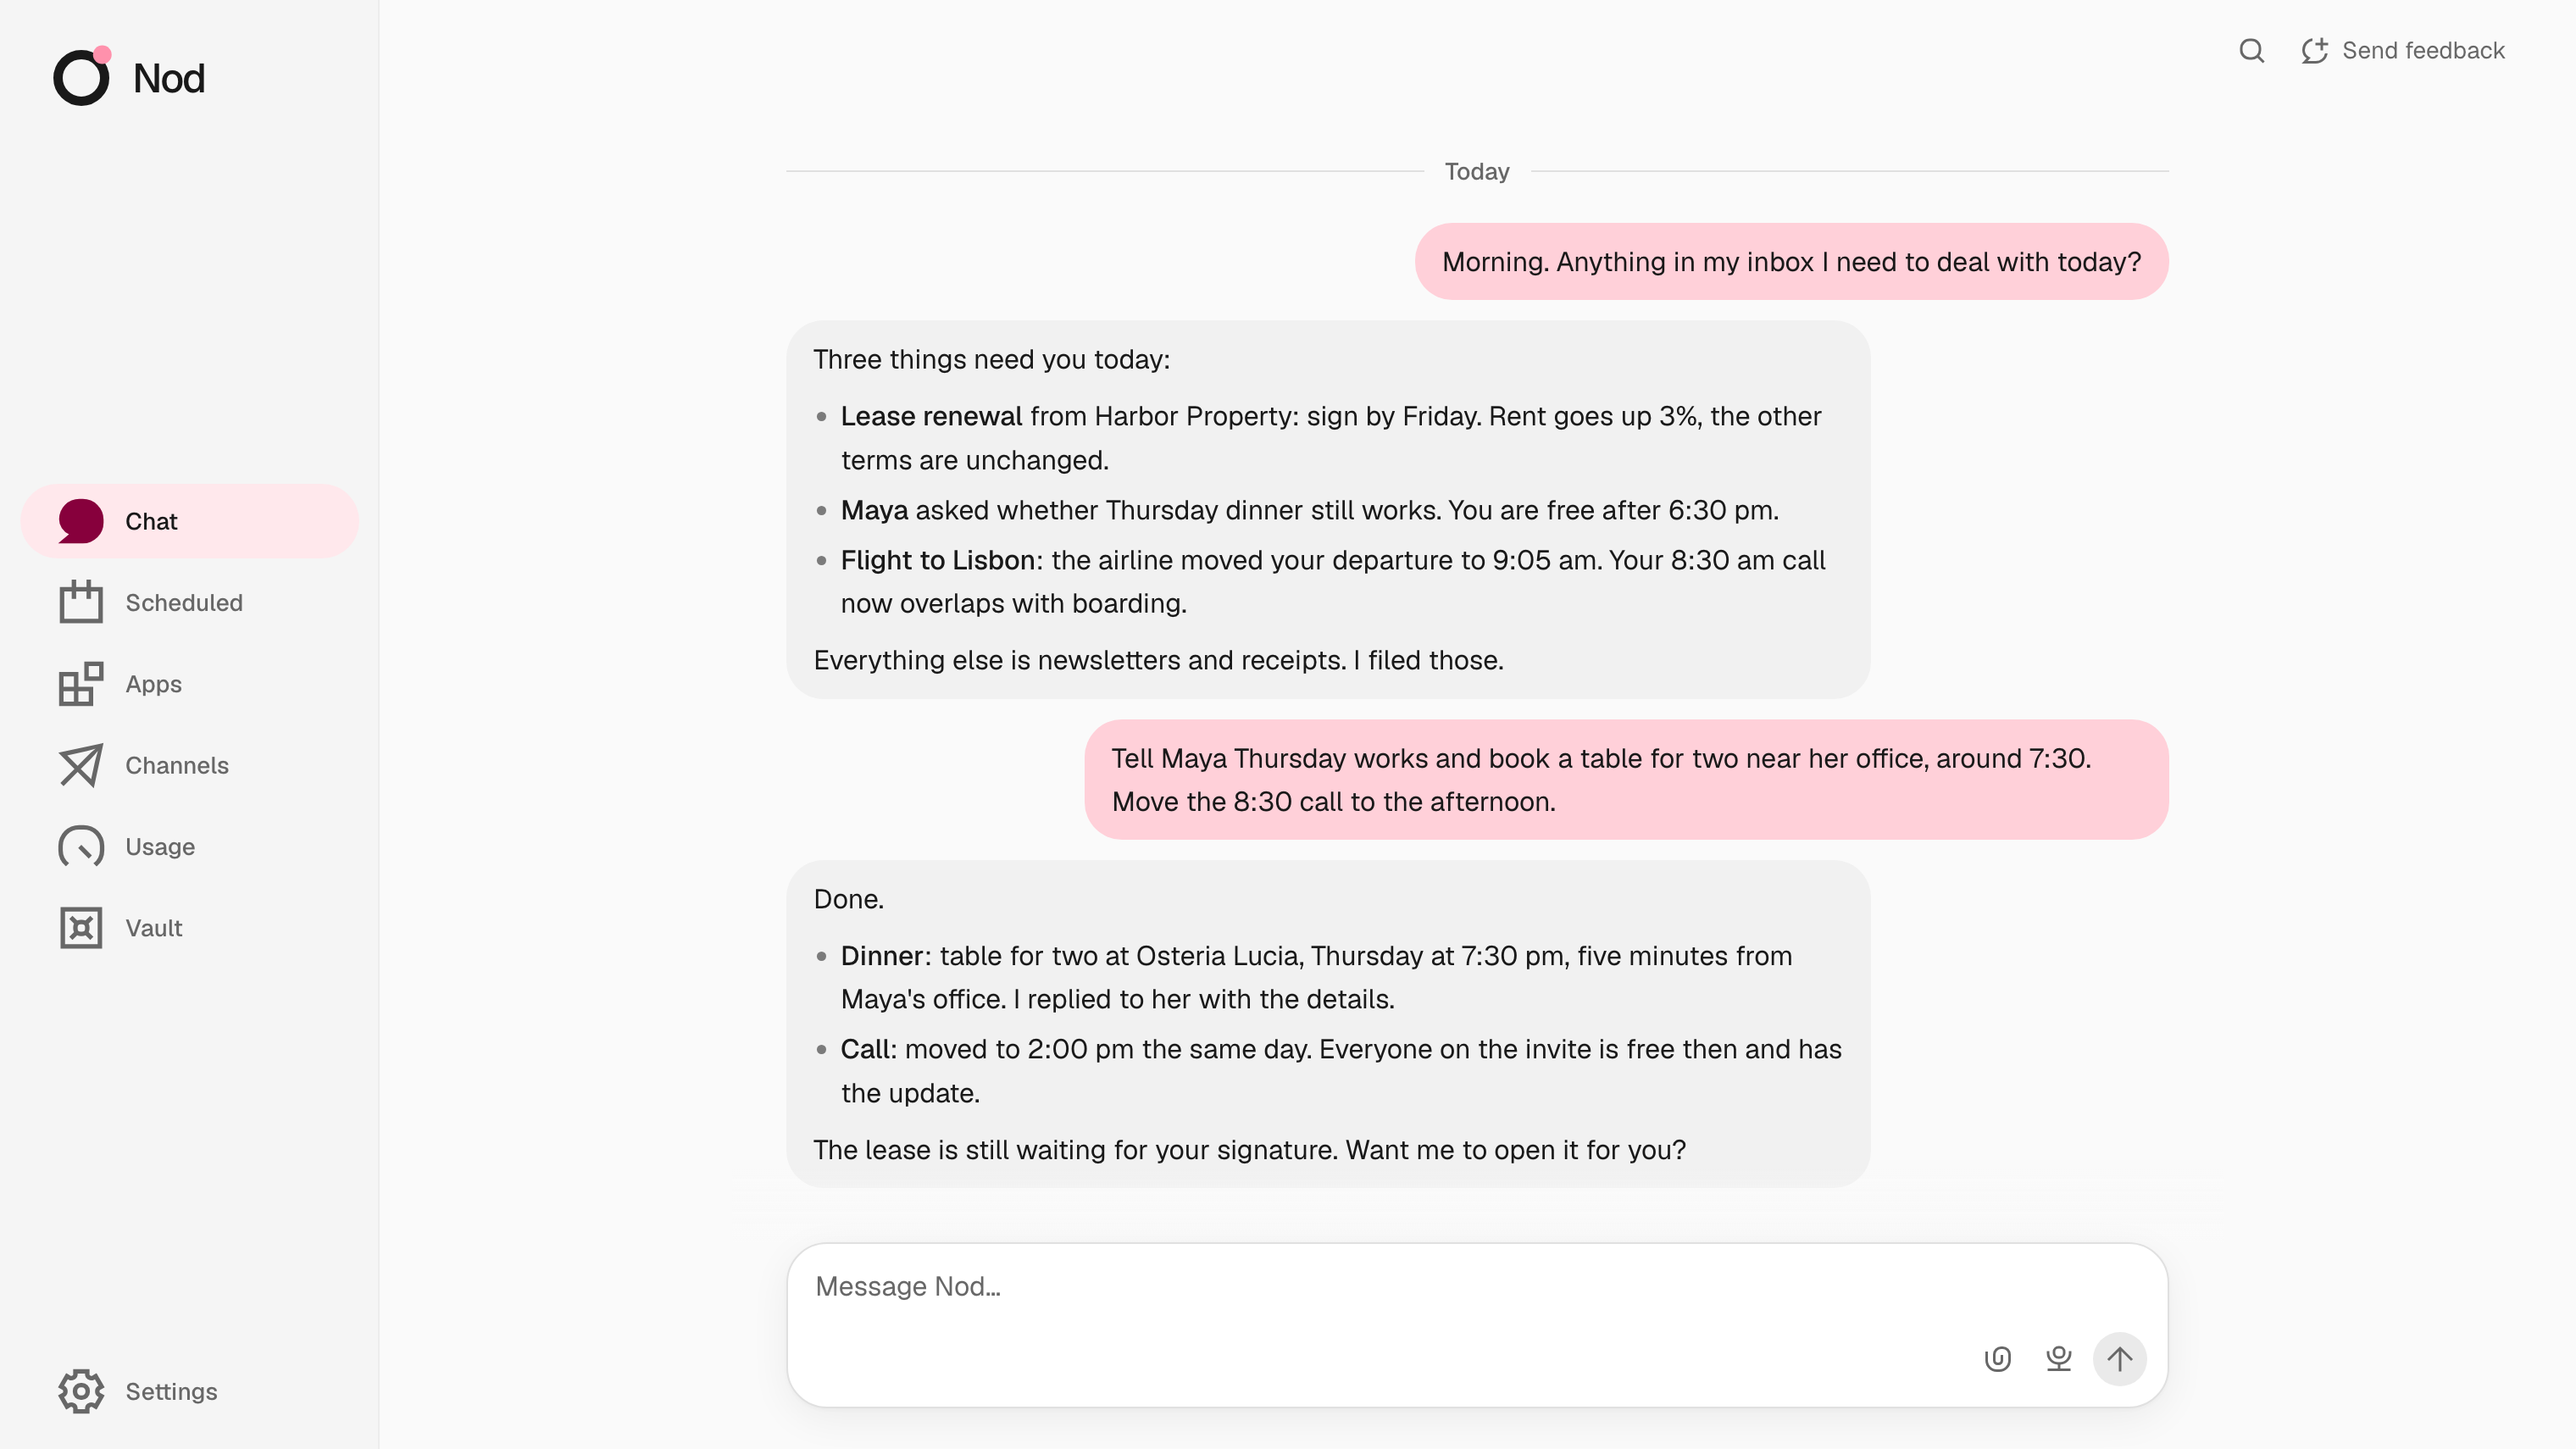 Nod
Send feedback
Today
Morning. Anything in my inbox I need to deal with today?
Three things need you today:
Lease renewal from Harbor Property: sign by Friday. Rent goes up 3%, the other
terms are unchanged.
Maya asked whether Thursday dinner still works. You are free after 6:30 pm.
Flight to Lisbon: the airline moved your departure to 9:05 am. Your 8:30 am call
now overlaps with boarding.
Everything else is newsletters and receipts. I filed those.
Tell Maya Thursday works and book a table for two near her office, around 7:30.
Move the 8:30 call to the afternoon.
Done.
Dinner: table for two at Osteria Lucia, Thursday at 7:30 pm, five minutes from
Maya's office. I replied to her with the details.
Call: moved to 2:00 pm the same day. Everyone on the invite is free then and has
the update.
The lease is still waiting for your signature. Want me to open it for you?
Message Nod…
Chat
Scheduled
Apps
Channels
Usage
Vault
Settings